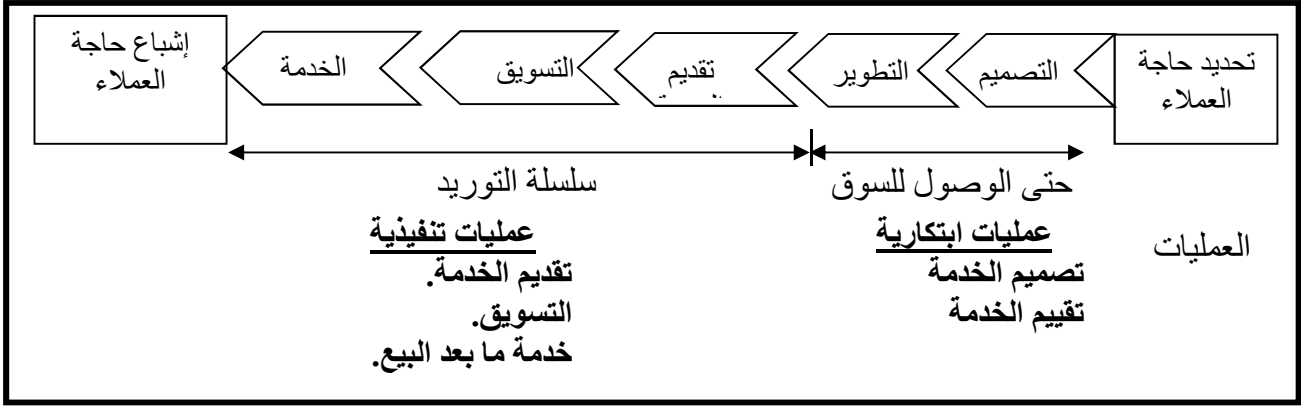 تحديد حاجة
العملاء
التصميم
التطوير
تقديم
التسويق
الخدمة
إشباع حاجة
العملاء
حتى الوصول للسوق
سلسلة التوريد
العمليات
عمليات ابتكارية
تصميم الخدمة
تقييم الخدمة
عمليات تنفيذية
تقديم الخدمة.
التسويق.
خدمة ما بعد البيع.